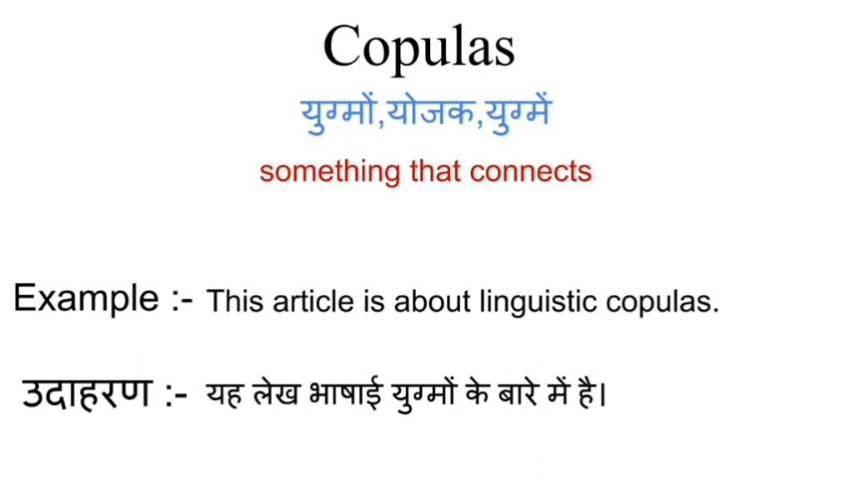 Copulas
युग्मों,योजक,युग्में
something that connects
Example :- This article is about linguistic copulas.
उदाहरण :- यह लेख भाषाई युग्मों के बारे में है।